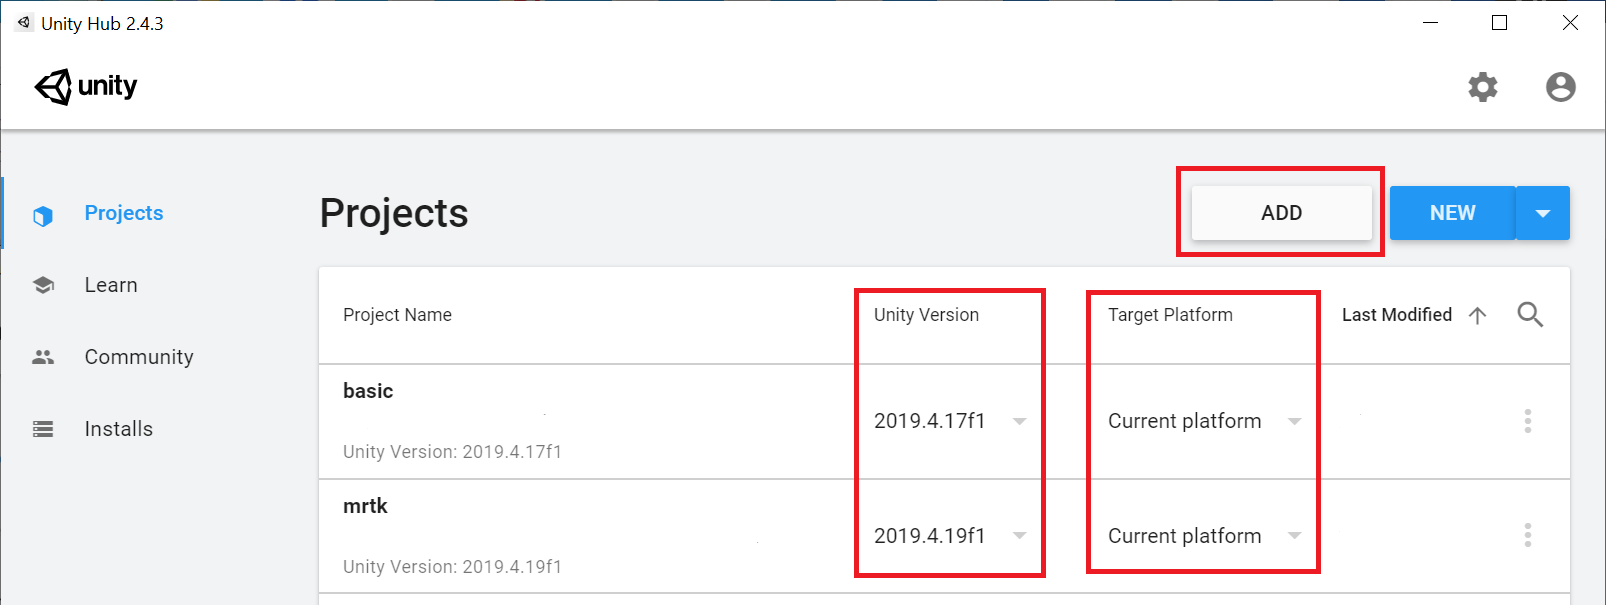 Unity Hub 2.4.3
unity
Projects
Learn
Community
Installs
Projects
ADD
NEW
Project Name
Unity Version
Target Platform
Last Modified
basic
2019.4.17f1
Current platform
Unity Version: 2019.4.17f1
mrtk
2019.4.19f1
Current platform
Unity Version: 2019.4.19f1